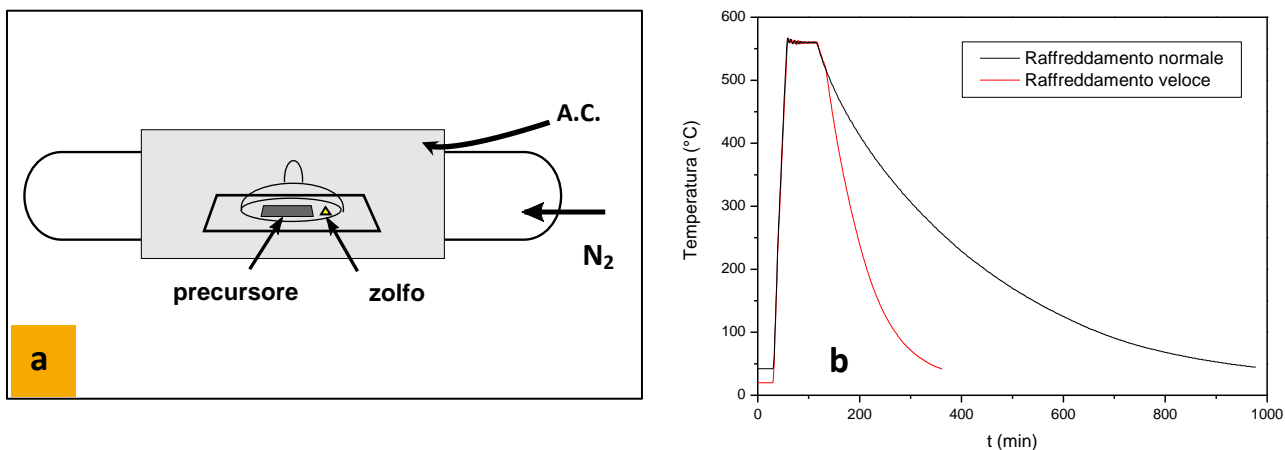 A.C.
N₂
precursore
zolfo
a
Raffreddamento normale
Raffreddamento veloce
600
500
400
300
200
100
0
Temperatura (°C)
b
0
200
400
600
800
1000
t (min)